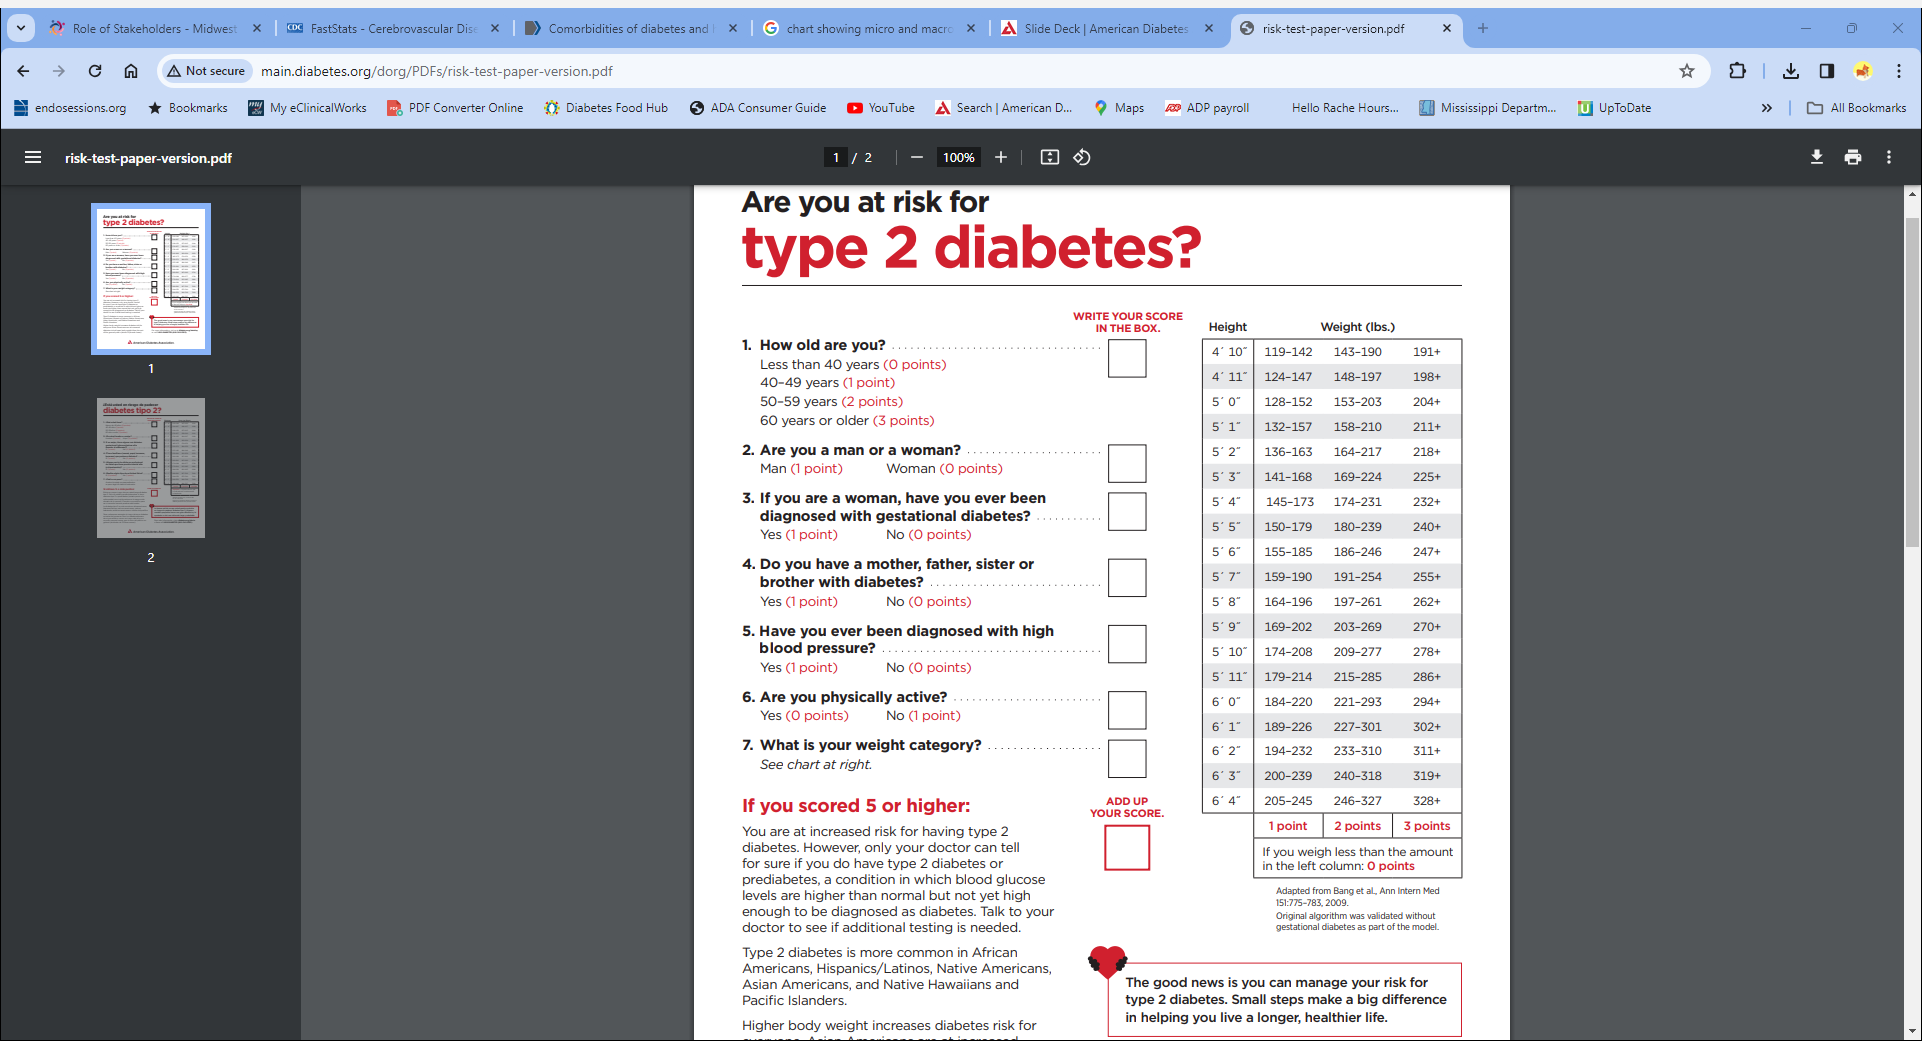 Role of Stakeholders - Midwest
FastStats - Cerebrovascular Dise
Comorbidities of diabetes and
chart showing micro and macro
Slide Deck | American Diabetes
risk-test-paper-version.pdf
Not secure
main.diabetes.org/dorg/PDFs/risk-test-paper-version.pdf
endosessions.org
Bookmarks
My eClinicalWorks
PDF Converter Online
Diabetes Food Hub
ADA Consumer Guide
YouTube
Search | American D...
Maps
ADP payroll
Hello Rache Hours...
Mississippi Departm...
UpToDate
All Bookmarks
risk-test-paper-version.pdf
1 / 2
100%
1
2
Are you at risk for
type 2 diabetes?
WRITE YOUR SCORE
IN THE BOX.
1. How old are you?
Less than 40 years (0 points)
40–49 years (1 point)
50–59 years (2 points)
60 years or older (3 points)
2. Are you a man or a woman?
Man (1 point) Woman (0 points)
3. If you are a woman, have you ever been
diagnosed with gestational diabetes?
Yes (1 point) No (0 points)
4. Do you have a mother, father, sister or
brother with diabetes?
Yes (1 point) No (0 points)
5. Have you ever been diagnosed with high
blood pressure?
Yes (1 point) No (0 points)
6. Are you physically active?
Yes (0 points) No (1 point)
7. What is your weight category?
See chart at right.
ADD UP
YOUR SCORE.
Height Weight (lbs.)
4´ 10˝ 119–142 143–190 191+
4´ 11˝ 124–147 148–197 198+
5´ 0˝ 128–152 153–203 204+
5´ 1˝ 132–157 158–210 211+
5´ 2˝ 136–163 164–217 218+
5´ 3˝ 141–168 169–224 225+
5´ 4˝ 145–173 174–231 232+
5´ 5˝ 150–179 180–239 240+
5´ 6˝ 155–185 186–246 247+
5´ 7˝ 159–190 191–254 255+
5´ 8˝ 164–196 197–261 262+
5´ 9˝ 169–202 203–269 270+
5´ 10˝ 174–208 209–277 278+
5´ 11˝ 179–214 215–285 286+
6´ 0˝ 184–220 221–293 294+
6´ 1˝ 189–226 227–301 302+
6´ 2˝ 194–232 233–310 311+
6´ 3˝ 200–239 240–318 319+
6´ 4˝ 205–245 246–327 328+
1 point 2 points 3 points
If you weigh less than the amount
in the left column: 0 points
Adapted from Bang et al., Ann Intern Med
151:775–783, 2009.
Original algorithm was validated without
gestational diabetes as part of the model.
If you scored 5 or higher:
You are at increased risk for having type 2
diabetes. However, only your doctor can tell
for sure if you do have type 2 diabetes or
prediabetes, a condition in which blood glucose
levels are higher than normal but not yet high
enough to be diagnosed as diabetes. Talk to your
doctor to see if additional testing is needed.
Type 2 diabetes is more common in African
Americans, Hispanics/Latinos, Native Americans,
Asian Americans, and Native Hawaiians and
Pacific Islanders.
Higher body weight increases diabetes risk for
The good news is you can manage your risk for
type 2 diabetes. Small steps make a big difference
in helping you live a longer, healthier life.